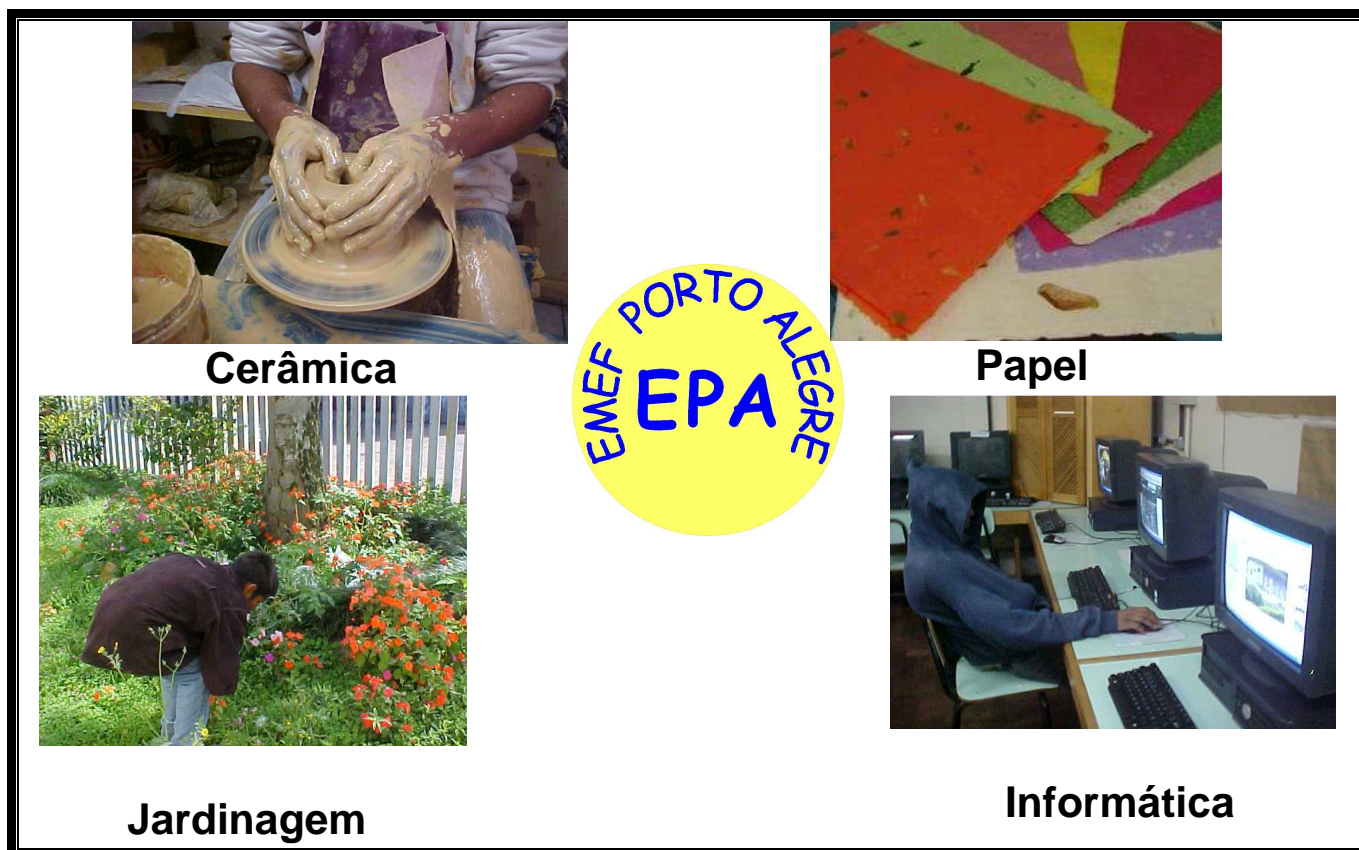 Cerâmica
Papel
EMEF PORTO ALEGRE
EPA
Jardinagem
Informática